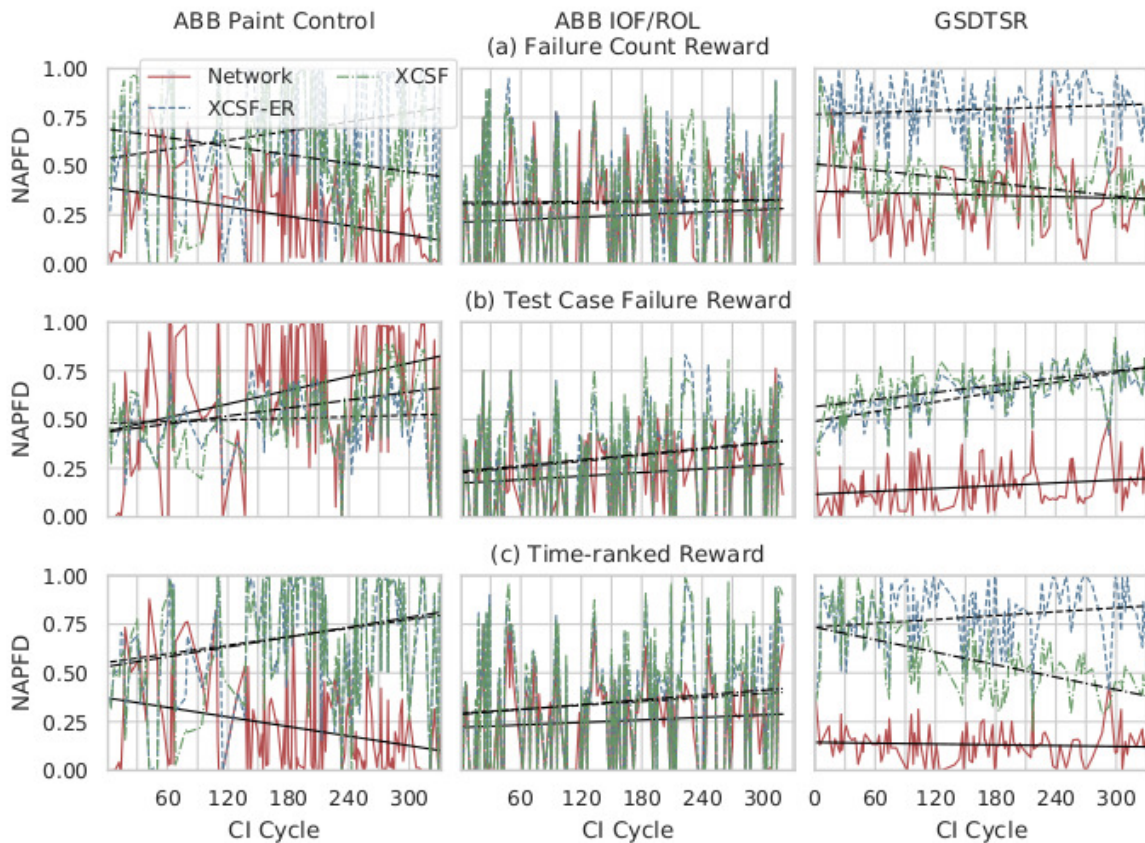 ABB Paint Control ABB IOF/ROL GSDTSR
(a) Failure Count Reward
Network XCSF
XCSF-ER
NAPFD
1.00
0.75
0.50
0.25
0.00
(b) Test Case Failure Reward
NAPFD
1.00
0.75
0.50
0.25
0.00
(c) Time-ranked Reward
NAPFD
1.00
0.75
0.50
0.25
0.00
60 120 180 240 300 60 120 180 240 300 0 60 120 180 240 300
CI Cycle CI Cycle CI Cycle